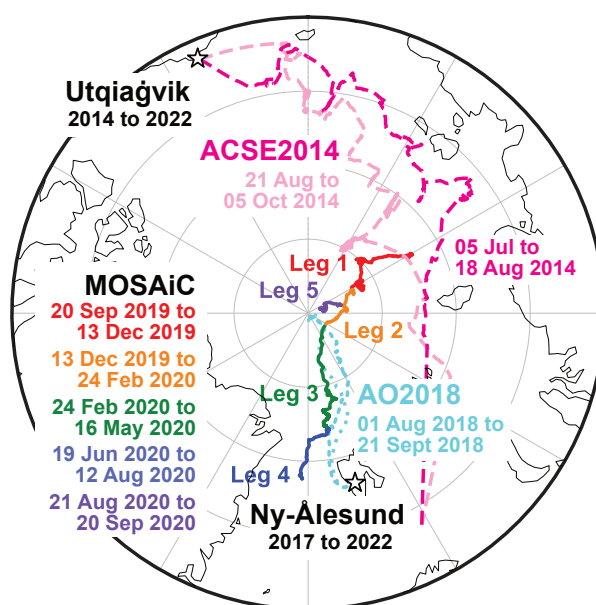 Utqiaġvik
2014 to 2022
ACSE2014
21 Aug to
05 Oct 2014
05 Jul to
18 Aug 2014
MOSAiC
20 Sep 2019 to
13 Dec 2019
13 Dec 2019 to
24 Feb 2020
24 Feb 2020 to
16 May 2020
19 Jun 2020 to
12 Aug 2020
21 Aug 2020 to
20 Sep 2020
Leg 1
Leg 5
Leg 2
Leg 3
Leg 4
AO2018
01 Aug 2018 to
21 Sept 2018
Ny-Ålesund
2017 to 2022